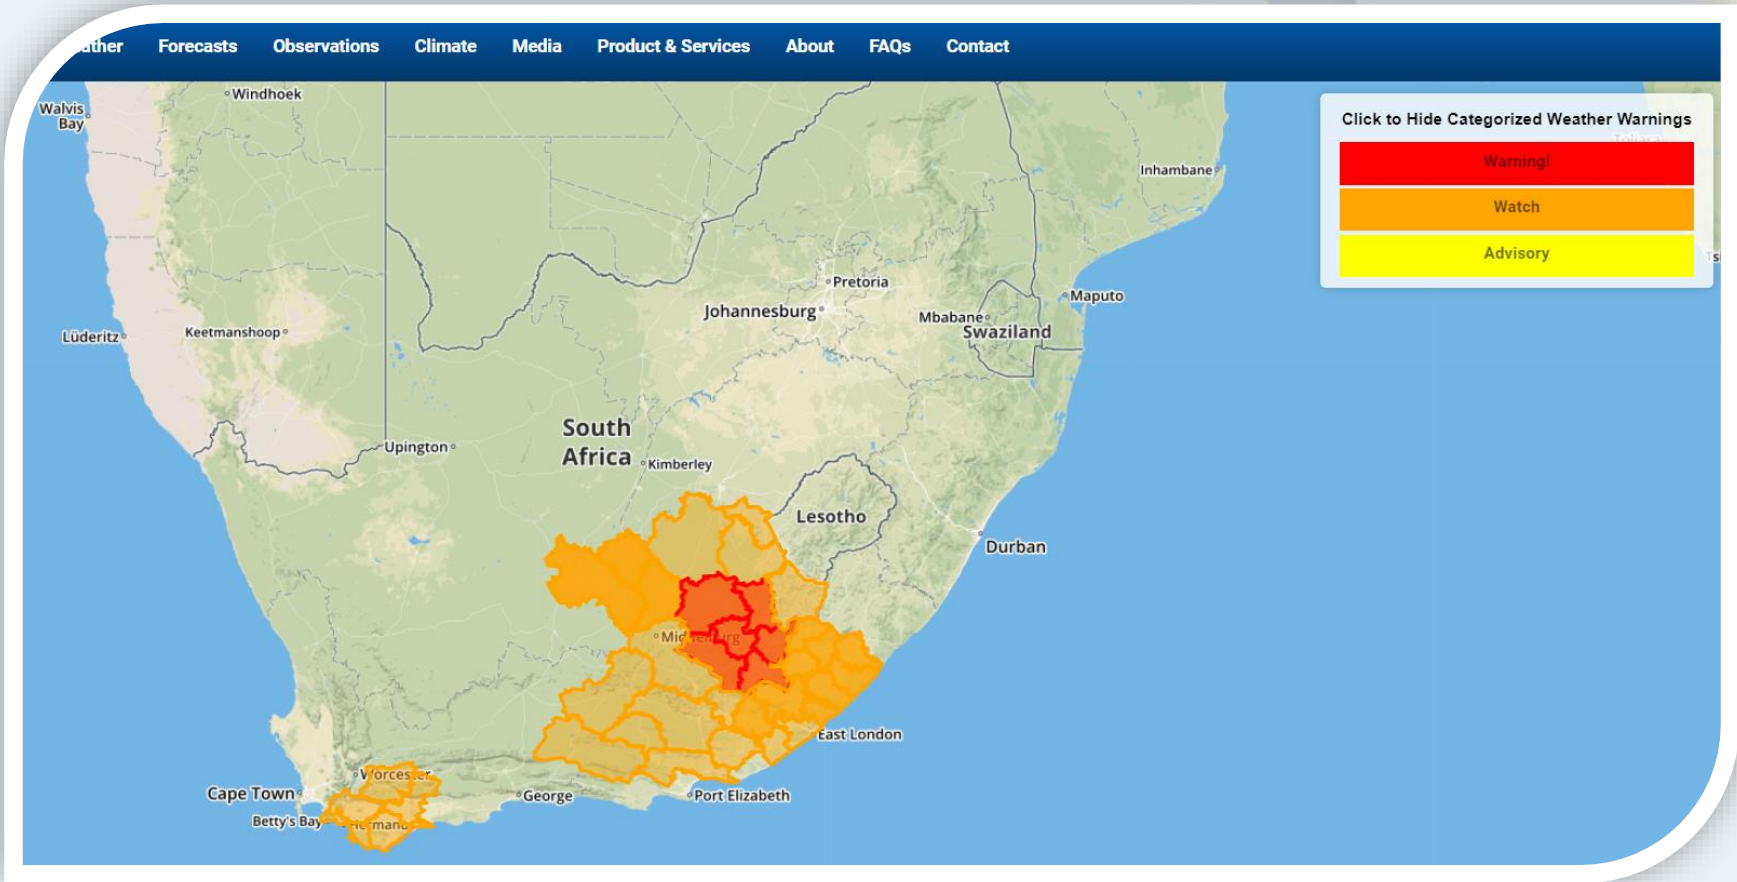 ather Forecasts Observations Climate Media Product & Services About FAQs Contact
Windhoek
Walvis
Bay
Click to Hide Categorized Weather Warnings
Warning!
Watch
Advisory
Inhambane
Pretoria
Maputo
Johannesburg
Mbabane
Swaziland
Lüderitz
Keetmanshoop
South
Africa
Upington
Kimberley
Lesotho
Durban
East London
Worcester
Cape Town
George
Port Elizabeth
Betty's Bay